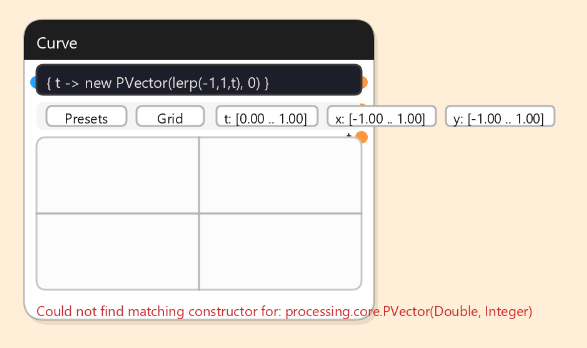 Curve
{ t -> new PVector(lerp(-1,1,t), 0) }
Presets Grid t: [0.00 .. 1.00] x: [-1.00 .. 1.00] y: [-1.00 .. 1.00]
t
Could not find matching constructor for: processing.core.PVector(Double, Integer)